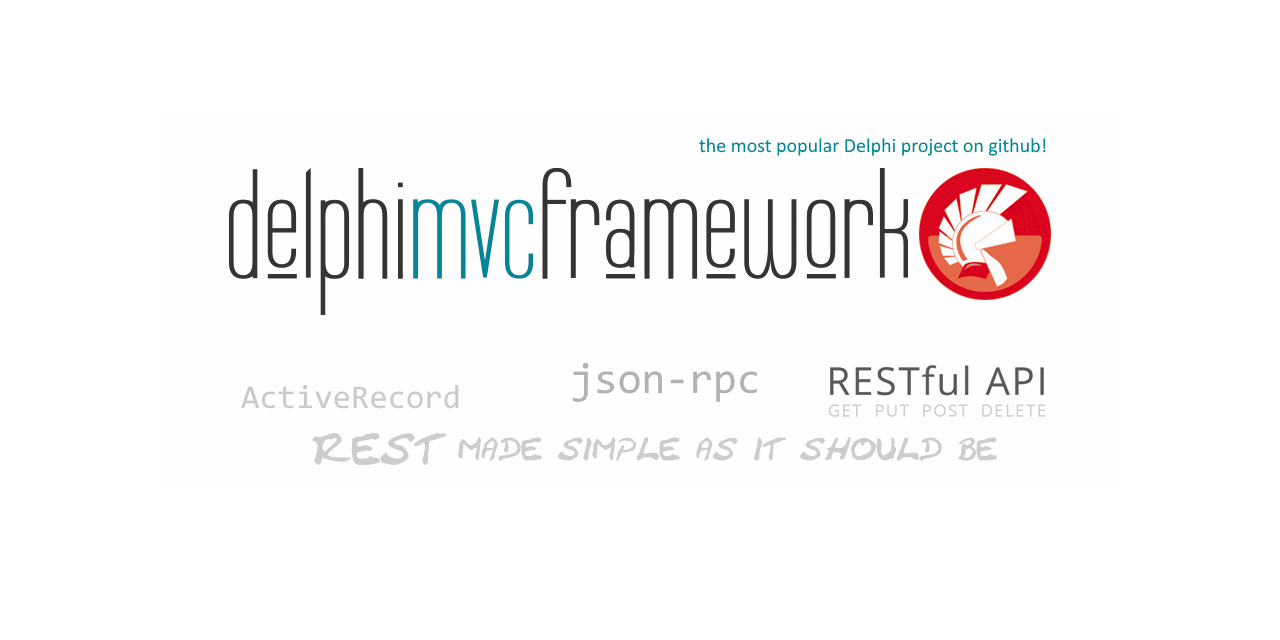 the most popular Delphi project on github!
delphimvcframework
ActiveRecord
json-rpc
RESTful API
GET PUT POST DELETE
REST MADE SIMPLE AS IT SHOULD BE